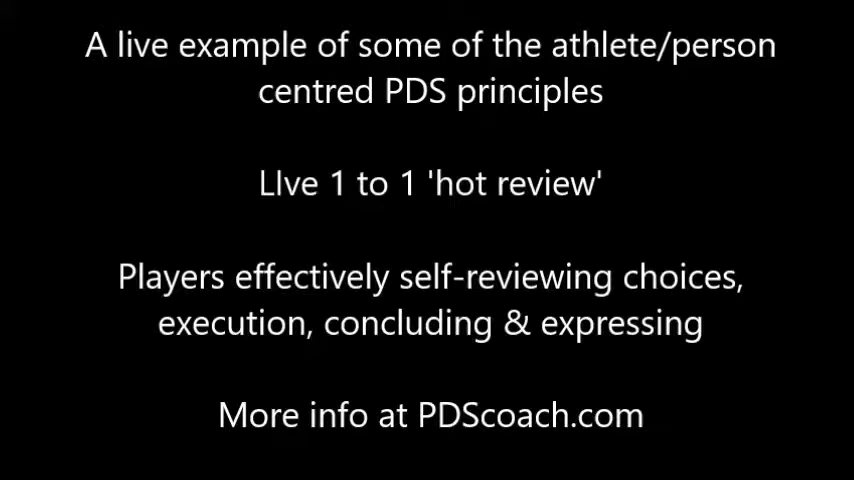 A live example of some of the athlete/person
centred PDS principles
LIve 1 to 1 'hot review'
Players effectively self-reviewing choices,
execution, concluding & expressing
More info at PDScoach.com